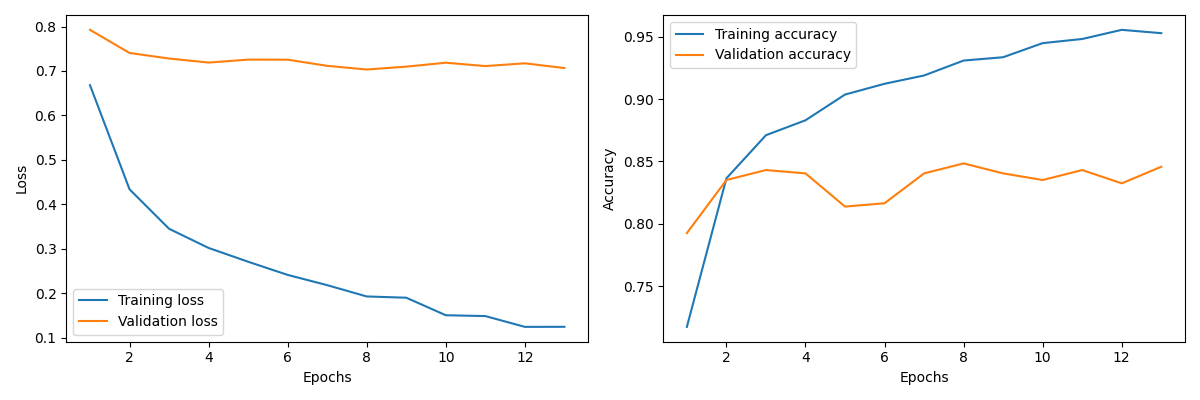 0.8
0.7
0.6
0.5
0.4
0.3
0.2
0.1
Loss
Training loss
Validation loss
2 4 6 8 10 12
Epochs
Training accuracy
Validation accuracy
0.95
0.90
0.85
0.80
0.75
Accuracy
2 4 6 8 10 12
Epochs